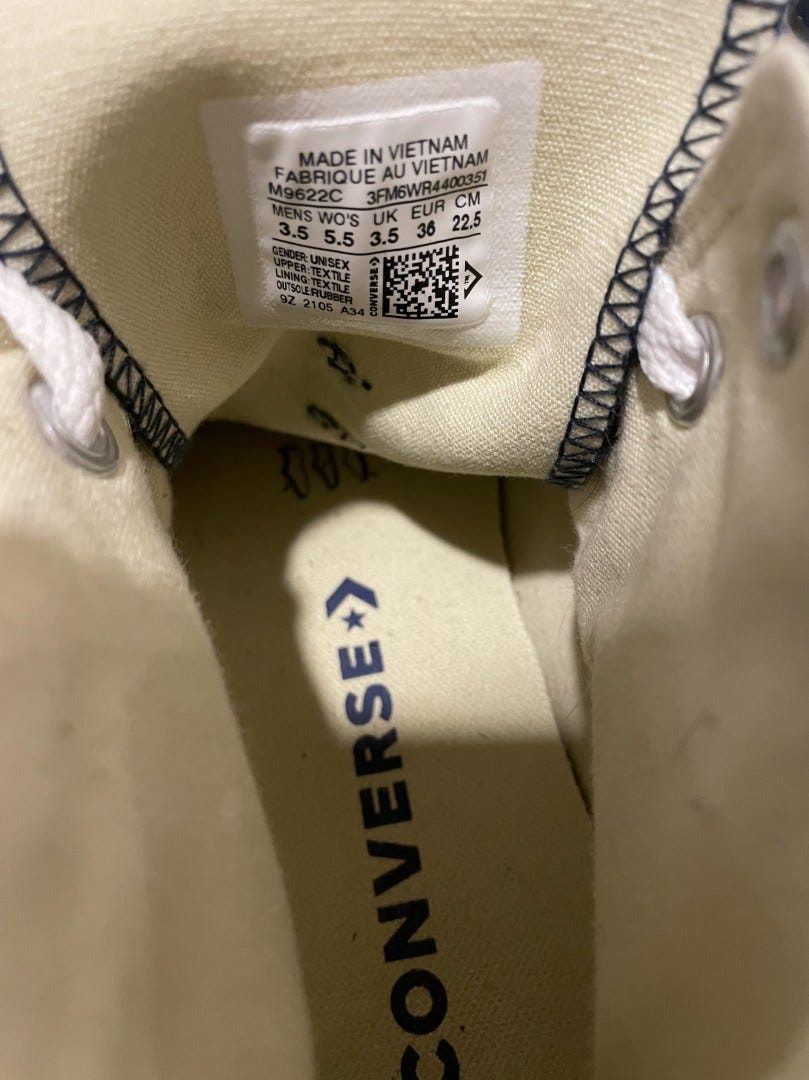 MADE IN VIETNAM
FABRIQUE AU VIETNAM
M9622C 3FM6WR4400351
MENS WO'S UK EUR CM
3.5 5.5 3.5 36 22.5
GENDER: UNISEX
UPPER: TEXTILE
LINING: TEXTILE
OUTSOLE: RUBBER
9Z 2105 A34
CONVERSE
CONVERSE